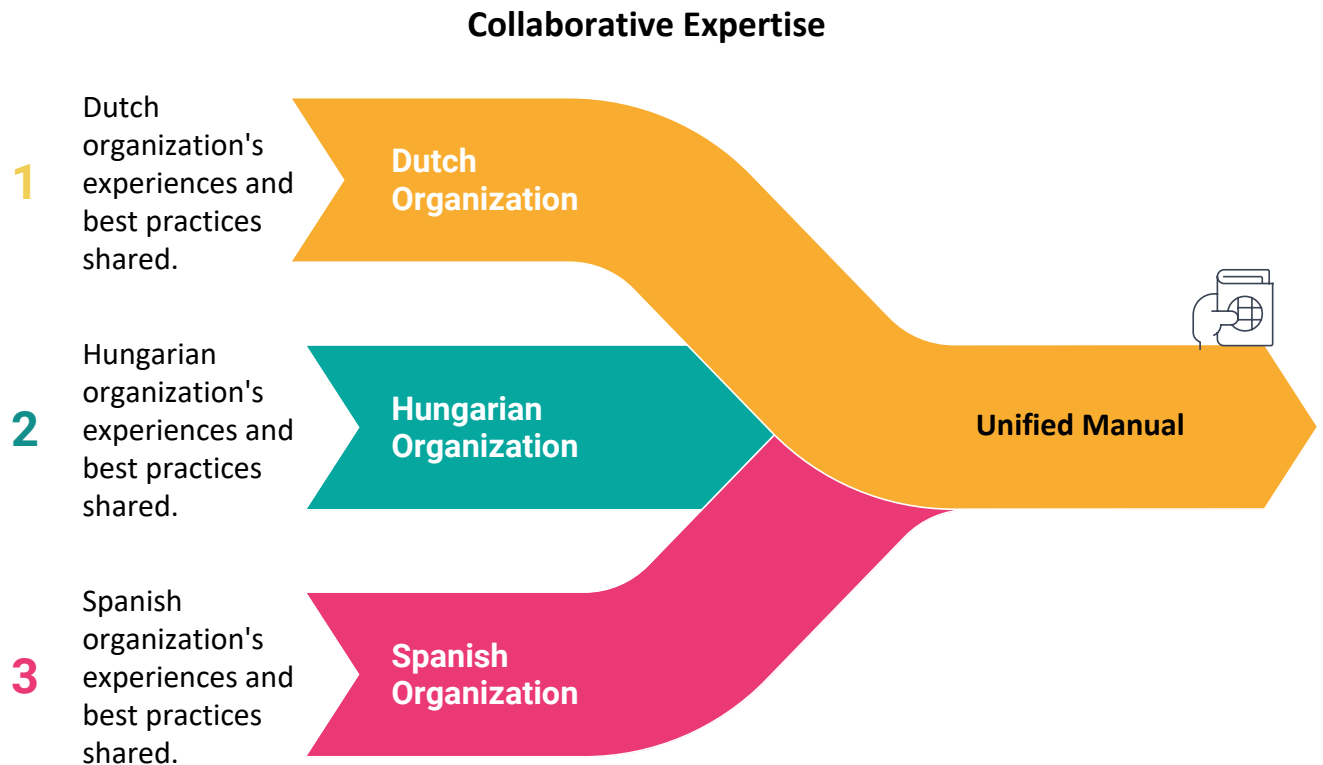 Collaborative Expertise
1
Dutch
organization's
experiences and
best practices
shared.
Dutch
Organization
2
Hungarian
organization's
experiences and
best practices
shared.
Hungarian
Organization
Unified Manual
3
Spanish
organization's
experiences and
best practices
shared.
Spanish
Organization